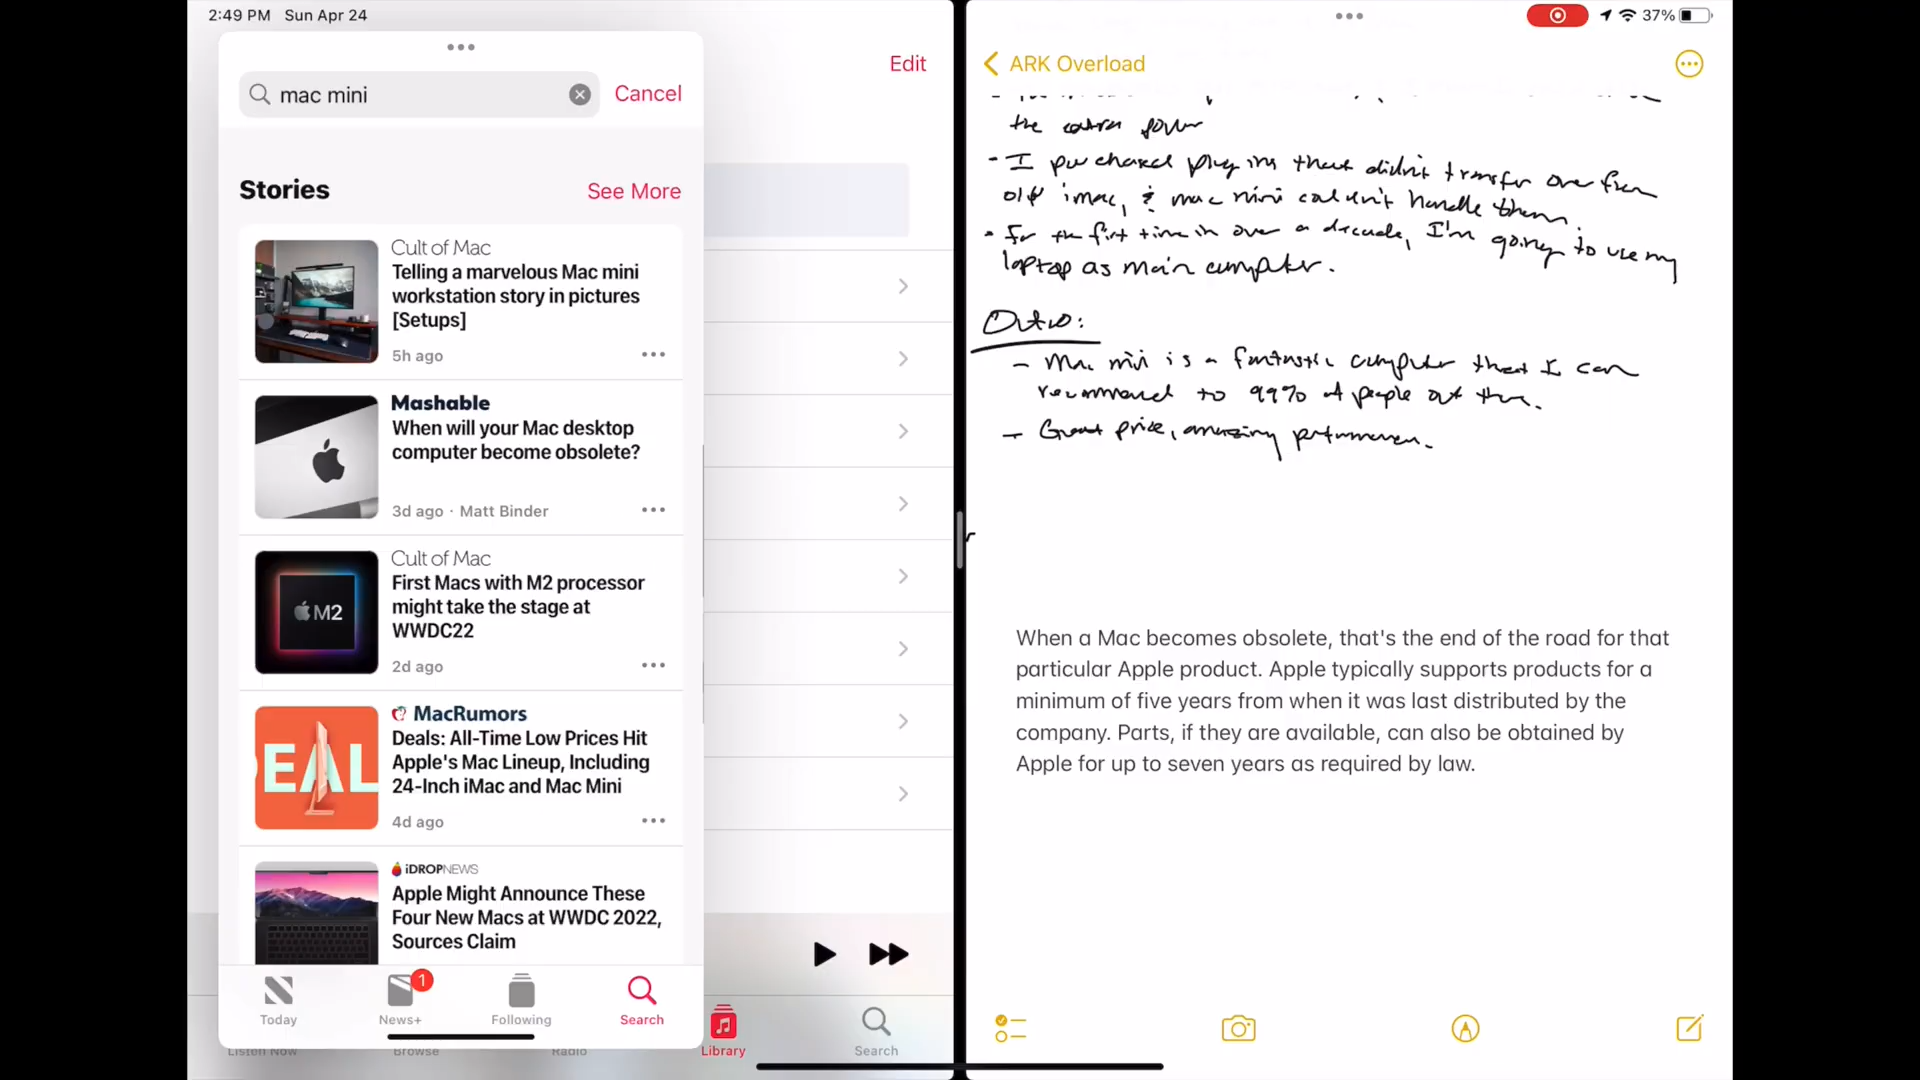 2:49 PM Sun Apr 24
mac mini
Cancel
Stories
See More
Cult of Mac
Telling a marvelous Mac mini
workstation story in pictures
[Setups]
5h ago
Mashable
When will your Mac desktop
computer become obsolete?
3d ago · Matt Binder
M2
Cult of Mac
First Macs with M2 processor
might take the stage at
WWDC22
2d ago
EAL
MacRumors
Deals: All-Time Low Prices Hit
Apple's Mac Lineup, Including
24-Inch iMac and Mac Mini
4d ago
iDROPNEWS
Apple Might Announce These
Four New Macs at WWDC 2022,
Sources Claim
Today
1
News+
Following
Search
Edit
Listen Now
Browse
Radio
Library
Search
37%
ARK Overload
the extra power
- I purchased plugins that didn't transfer over from
old imac, & mac mini couldn't handle them.
• For the first time in over a decade, I'm going to use my
laptop as main computer.
Outro:
- Mac mini is a fantastic computer that I can
recommend to 99% of people out there.
- Great price, amazing performance.
When a Mac becomes obsolete, that's the end of the road for that
particular Apple product. Apple typically supports products for a
minimum of five years from when it was last distributed by the
company. Parts, if they are available, can also be obtained by
Apple for up to seven years as required by law.